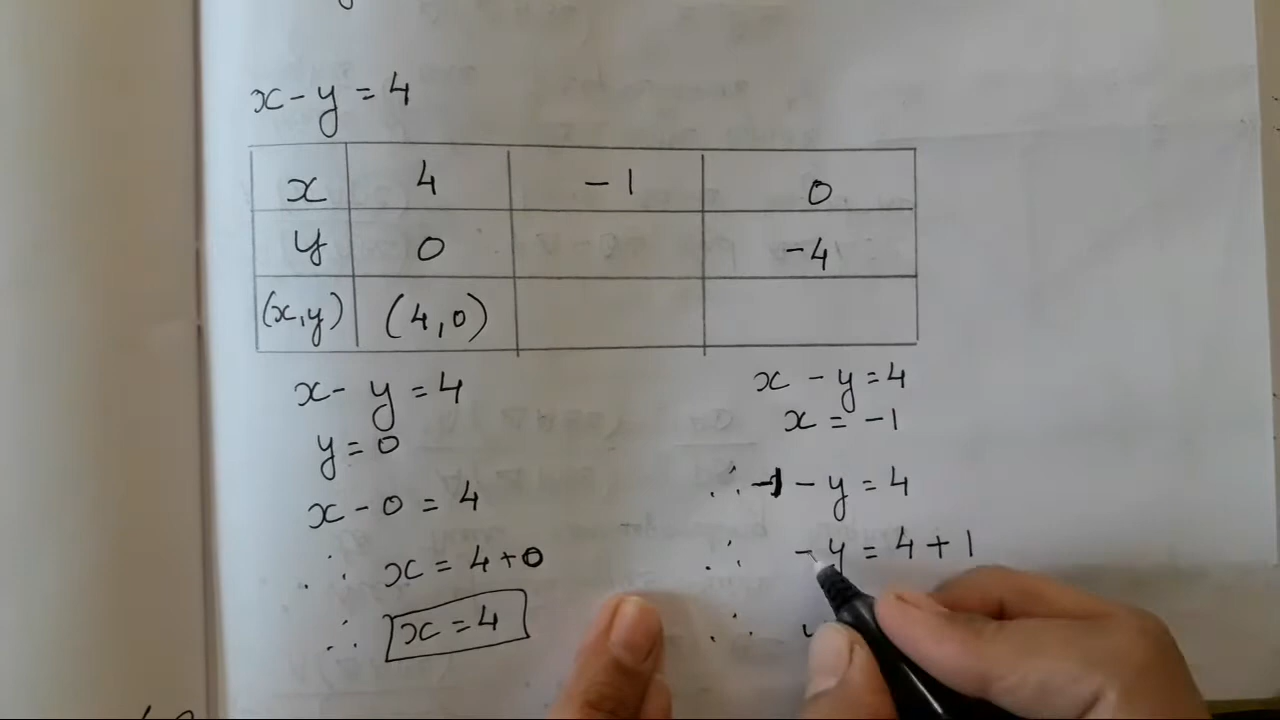 x - y = 4
x 4 -1 0
y 0 -4
(x,y) (4,0)
x - y = 4
y = 0
x - 0 = 4
∴ x = 4 + 0
∴ x = 4
x - y = 4
x = -1
∴ -1 - y = 4
∴ -y = 4 + 1
∴